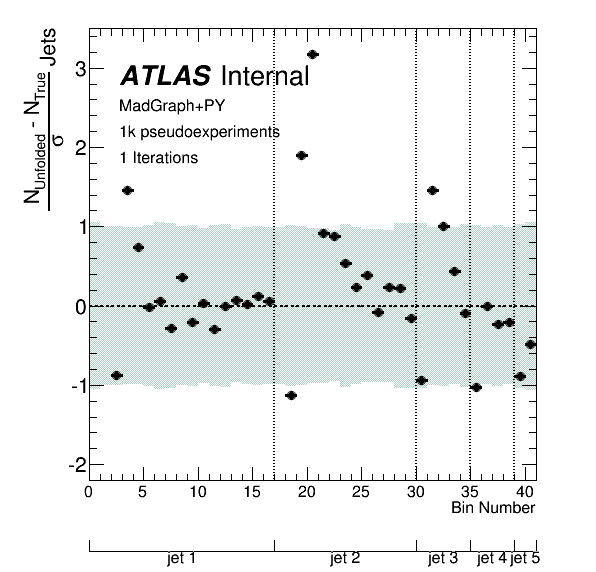 N_Unfolded - N_True
σ
Jets
3
2
1
0
-1
-2
ATLAS Internal
MadGraph+PY
1k pseudoexperiments
1 Iterations
0 5 10 15 20 25 30 35 40
Bin Number
jet 1 jet 2 jet 3 jet 4 jet 5